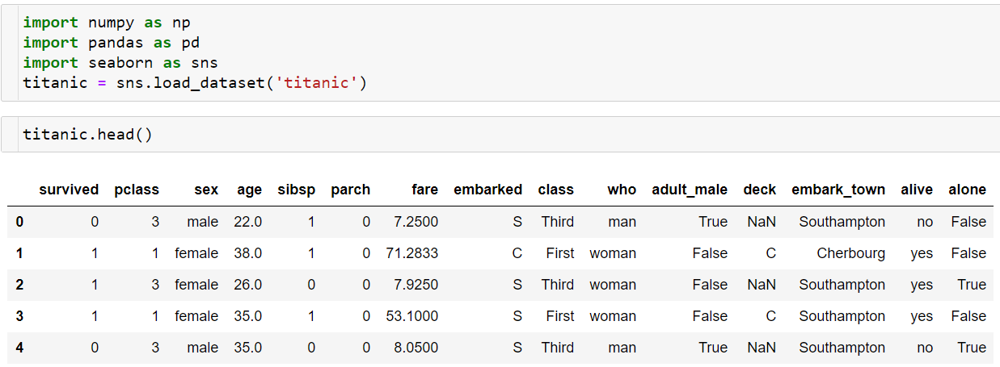 import numpy as np
import pandas as pd
import seaborn as sns
titanic = sns.load_dataset('titanic')
titanic.head()
survived pclass sex age sibsp parch fare embarked class who adult_male deck embark_town alive alone
0 0 3 male 22.0 1 0 7.2500 S Third man True NaN Southampton no False
1 1 1 female 38.0 1 0 71.2833 C First woman False C Cherbourg yes False
2 1 3 female 26.0 0 0 7.9250 S Third woman False NaN Southampton yes True
3 1 1 female 35.0 1 0 53.1000 S First woman False C Southampton yes False
4 0 3 male 35.0 0 0 8.0500 S Third man True NaN Southampton no True